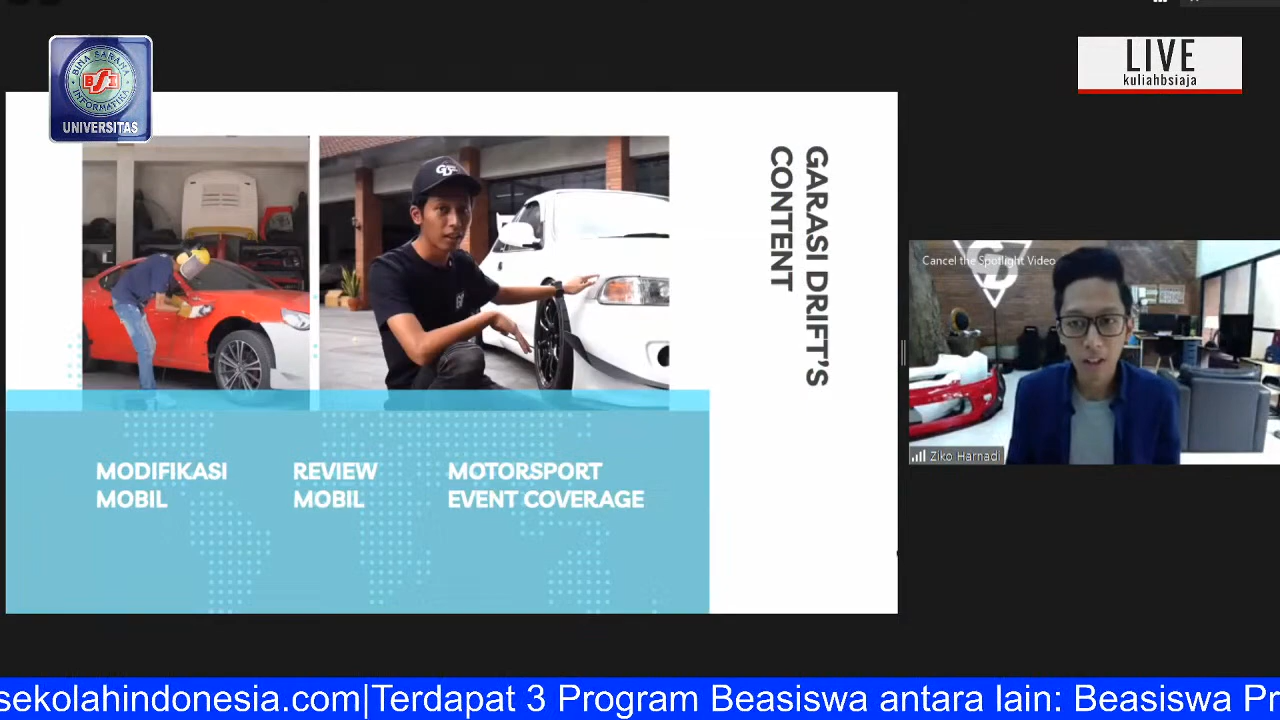 BINA SARANA
BSI
INFORMATIKA
UNIVERSITAS
LIVE
kuliahbsiaja
GARASI DRIFT'S
CONTENT
MODIFIKASI
MOBIL
REVIEW
MOBIL
MOTORSPORT
EVENT COVERAGE
Cancel the Spotlight Video
Ziko Harnadi
sekolahindonesia.com|Terdapat 3 Program Beasiswa antara lain: Beasiswa Pr